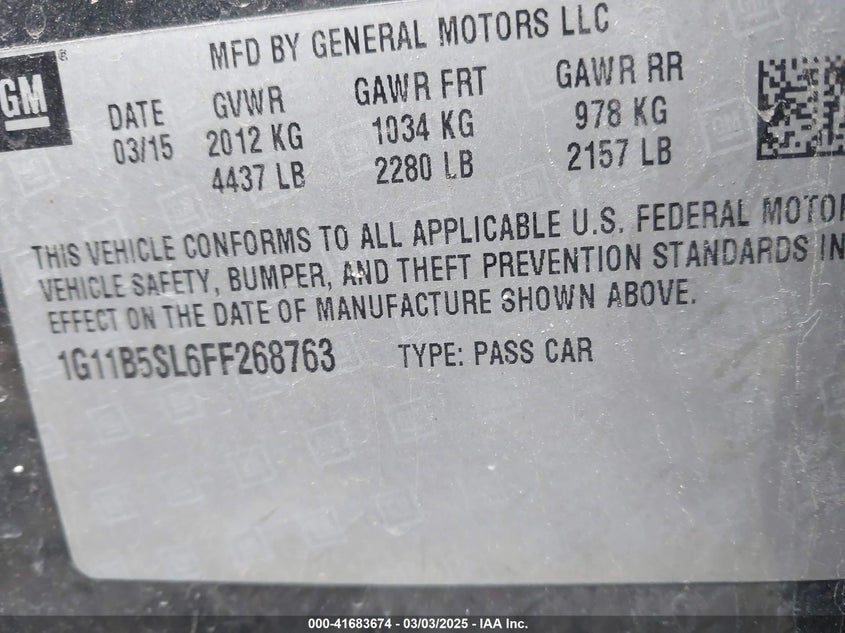 MFD BY GENERAL MOTORS LLC
GM®
DATE GVWR GAWR FRT GAWR RR
03/15 2012 KG 1034 KG 978 KG
4437 LB 2280 LB 2157 LB
THIS VEHICLE CONFORMS TO ALL APPLICABLE U.S. FEDERAL MOTOR
VEHICLE SAFETY, BUMPER, AND THEFT PREVENTION STANDARDS IN
EFFECT ON THE DATE OF MANUFACTURE SHOWN ABOVE.
1G11B5SL6FF268763 TYPE: PASS CAR
000-41683674 - 03/03/2025 - IAA Inc.